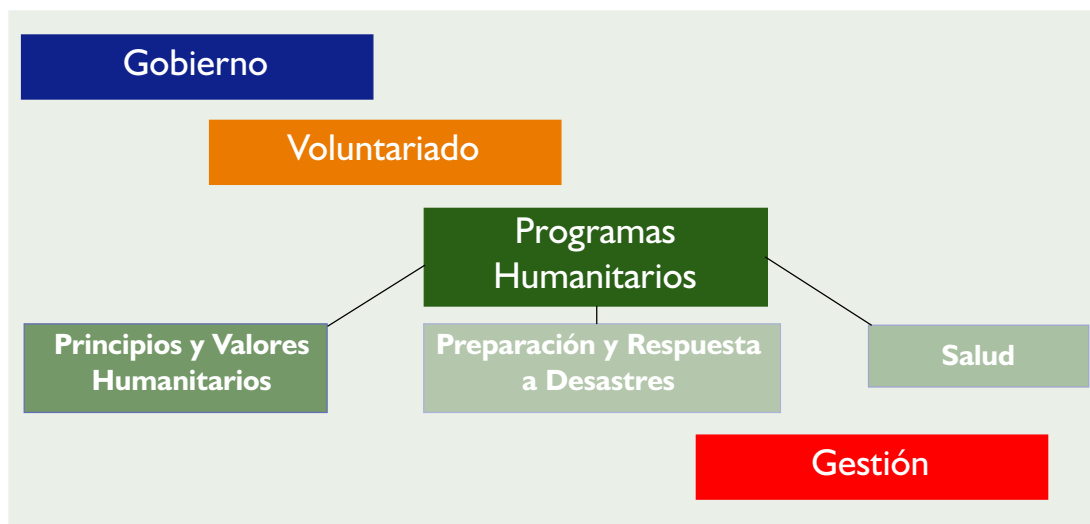 Gobierno
Voluntariado
Programas
Humanitarios
Principios y Valores
Humanitarios
Preparación y Respuesta
a Desastres
Salud
Gestión